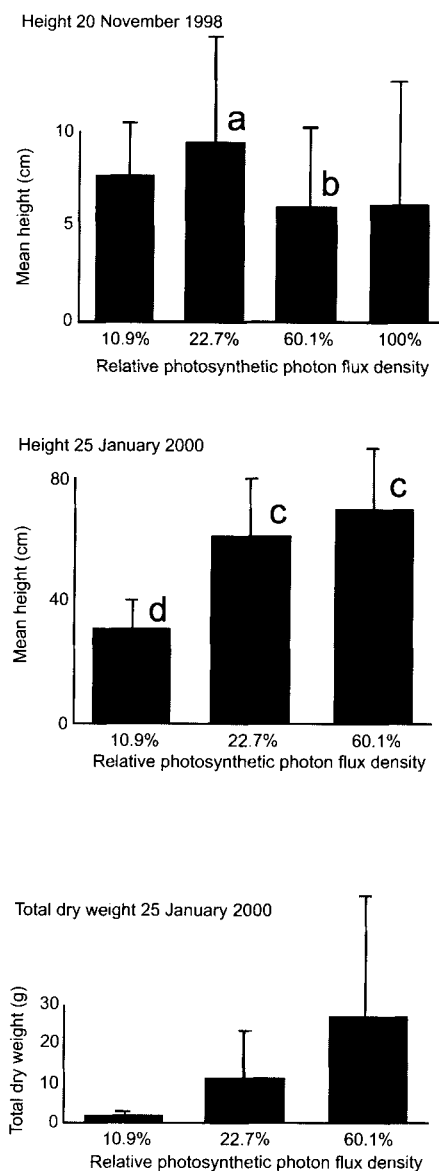 Height 20 November 1998
Mean height (cm)
10
5
0
a
b
10.9% 22.7% 60.1% 100%
Relative photosynthetic photon flux density
Height 25 January 2000
Mean height (cm)
80
40
0
d
c
c
10.9% 22.7% 60.1%
Relative photosynthetic photon flux density
Total dry weight 25 January 2000
Total dry weight (g)
30
20
10
0
10.9% 22.7% 60.1%
Relative photosynthetic photon flux density